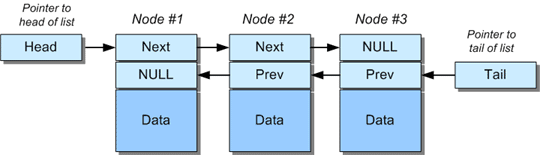 Pointer to
head of list
Node #1
Node #2
Node #3
Pointer to
tail of list
Head
Next
Next
NULL
NULL
Prev
Prev
Tail
Data
Data
Data